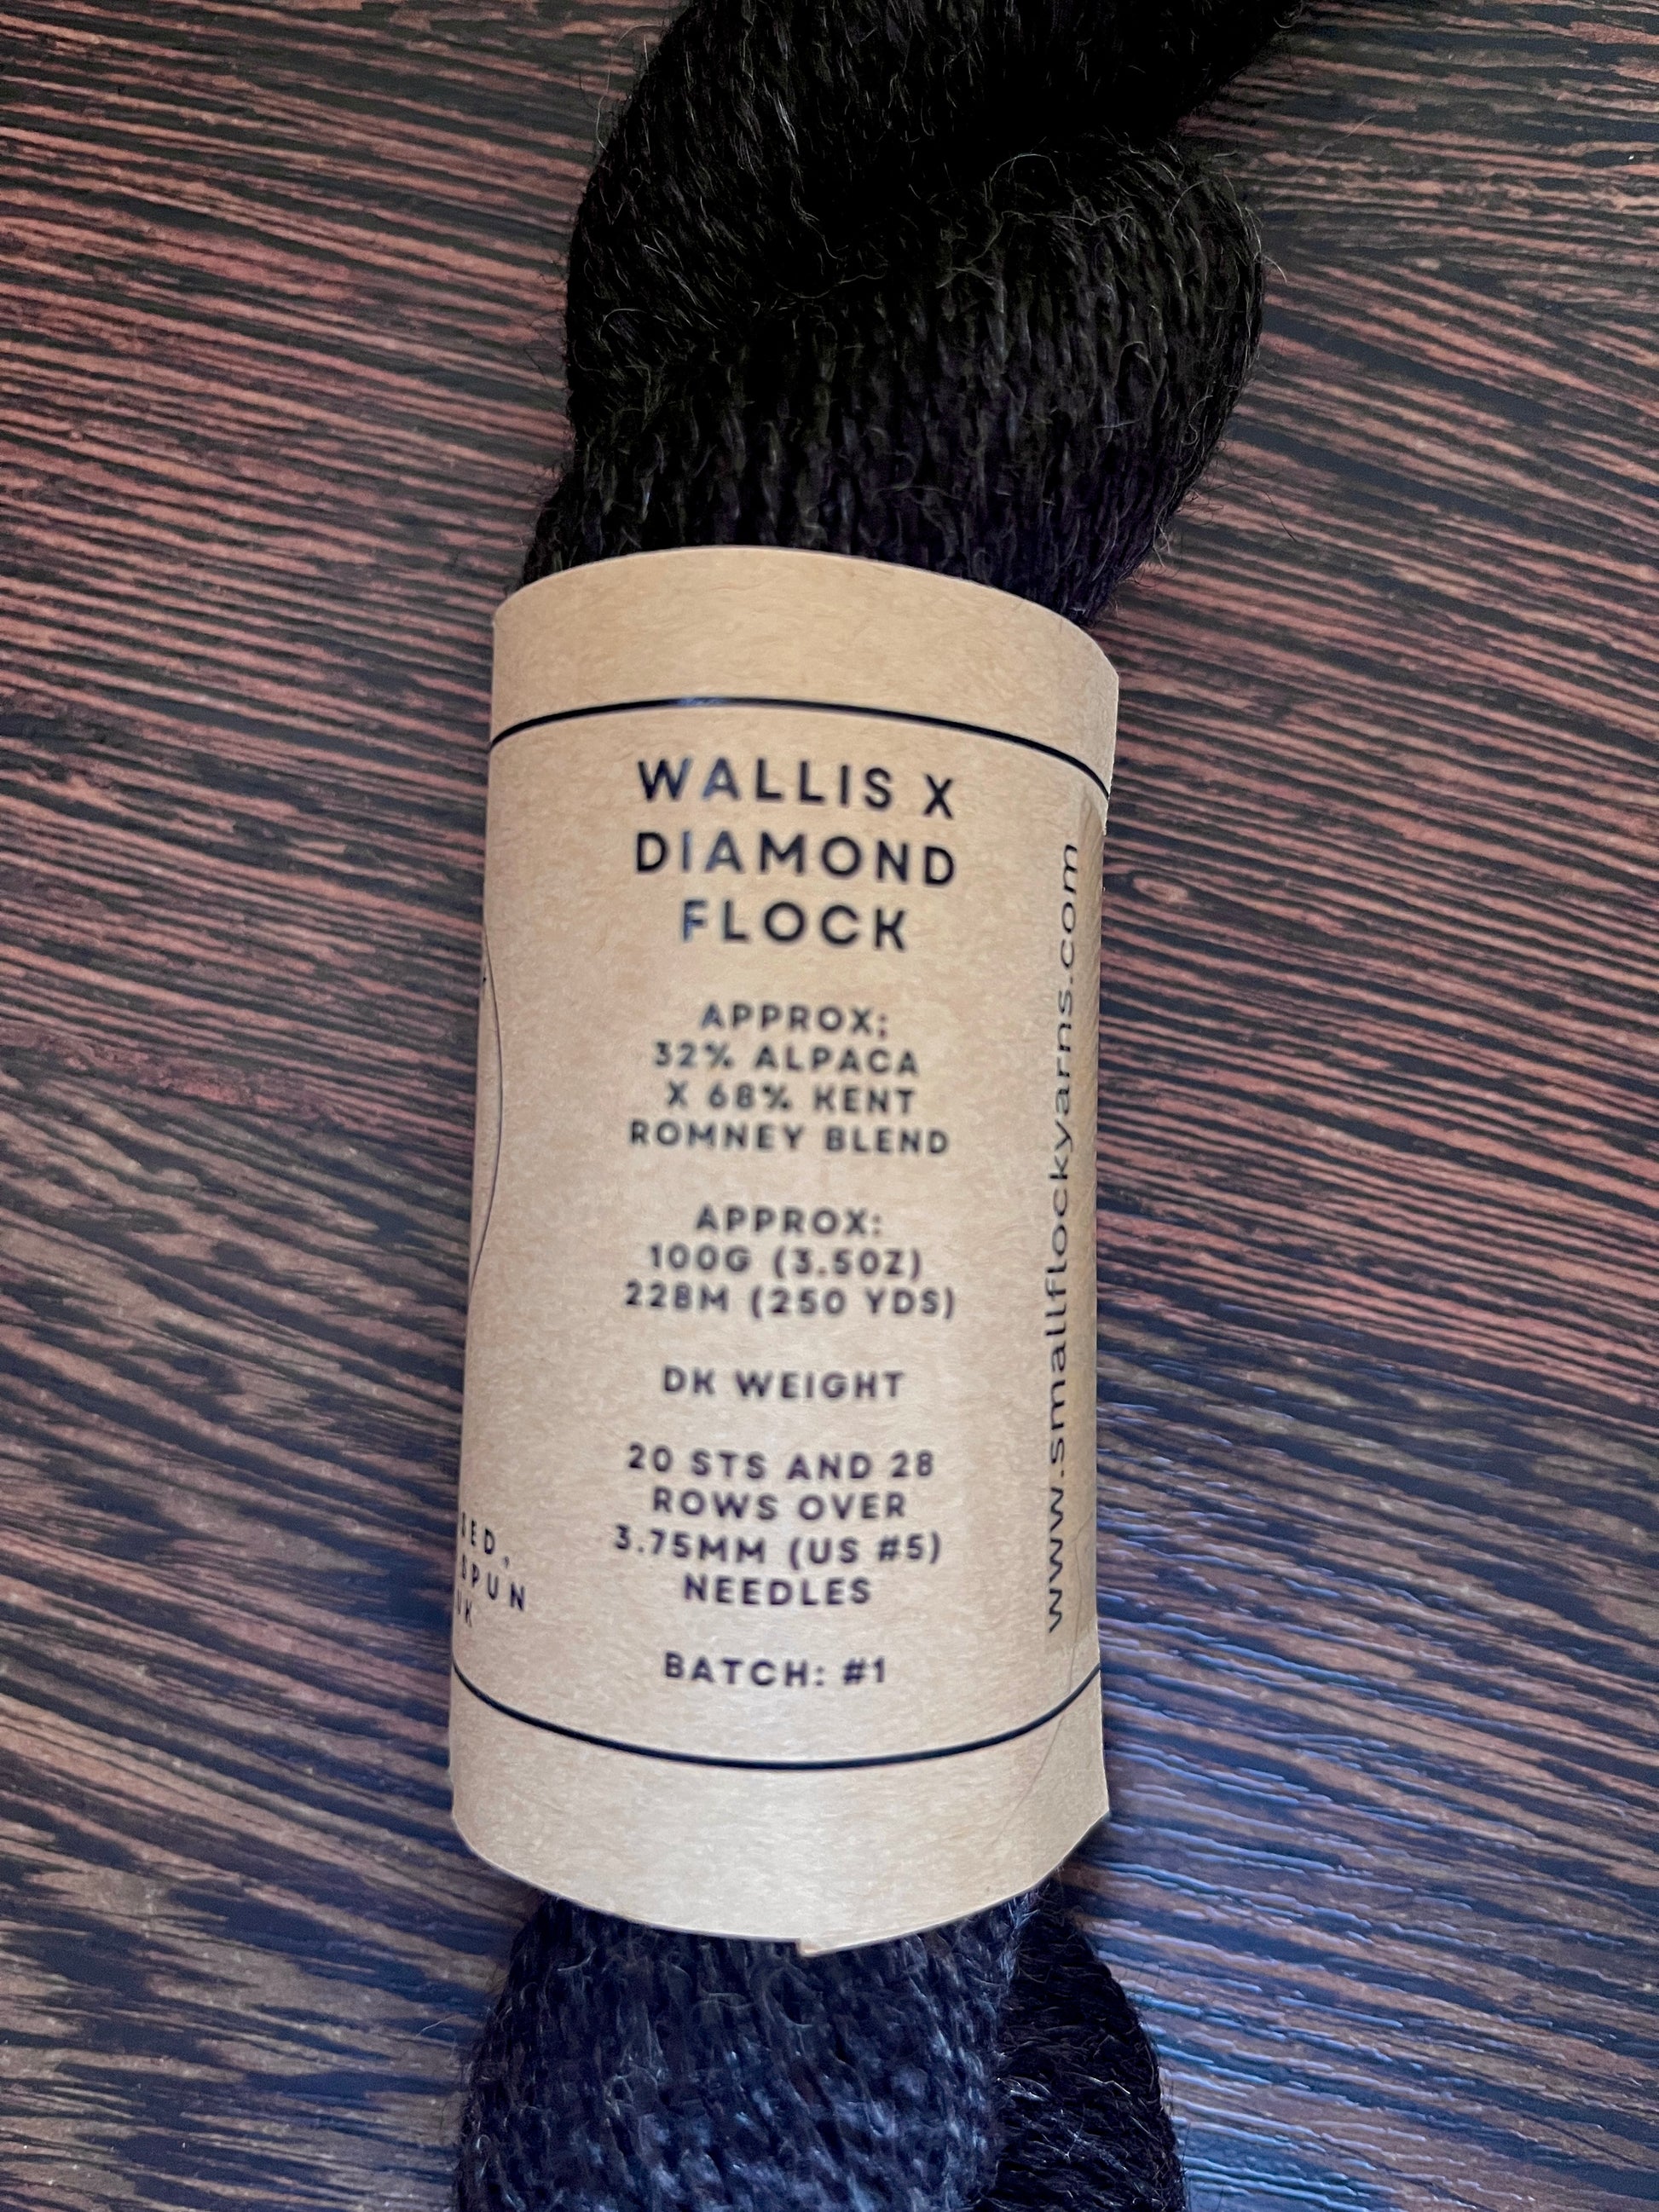 WALLIS X
DIAMOND
FLOCK
APPROX;
32% ALPACA
X 68% KENT
ROMNEY BLEND
APPROX:
100G (3.5OZ)
228M (250 YDS)
DK WEIGHT
20 STS AND 28
ROWS OVER
3.75MM (US #5)
NEEDLES
BATCH: #1
www.smallflockyarns.com
SPUN